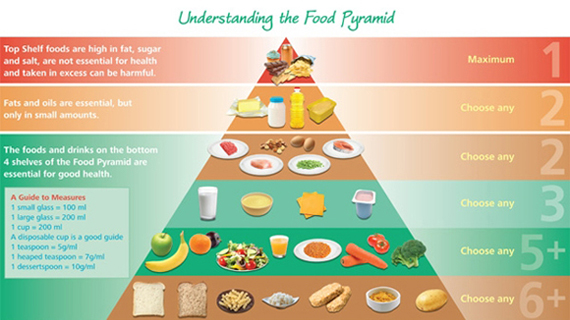 Understanding the Food Pyramid
Top Shelf foods are high in fat, sugar
and salt, are not essential for health
and taken in excess can be harmful.
Maximum
1
Fats and oils are essential, but
only in small amounts.
Choose any
2
The foods and drinks on the bottom
4 shelves of the Food Pyramid are
essential for good health.
Choose any
2
A Guide to Measures
1 small glass = 100 ml
1 large glass = 200 ml
1 cup = 200 ml
A disposable cup is a good guide
1 teaspoon = 5g/ml
1 heaped teaspoon = 7g/ml
1 dessertspoon = 10g/ml
Choose any
3
Choose any
5+
Choose any
6+